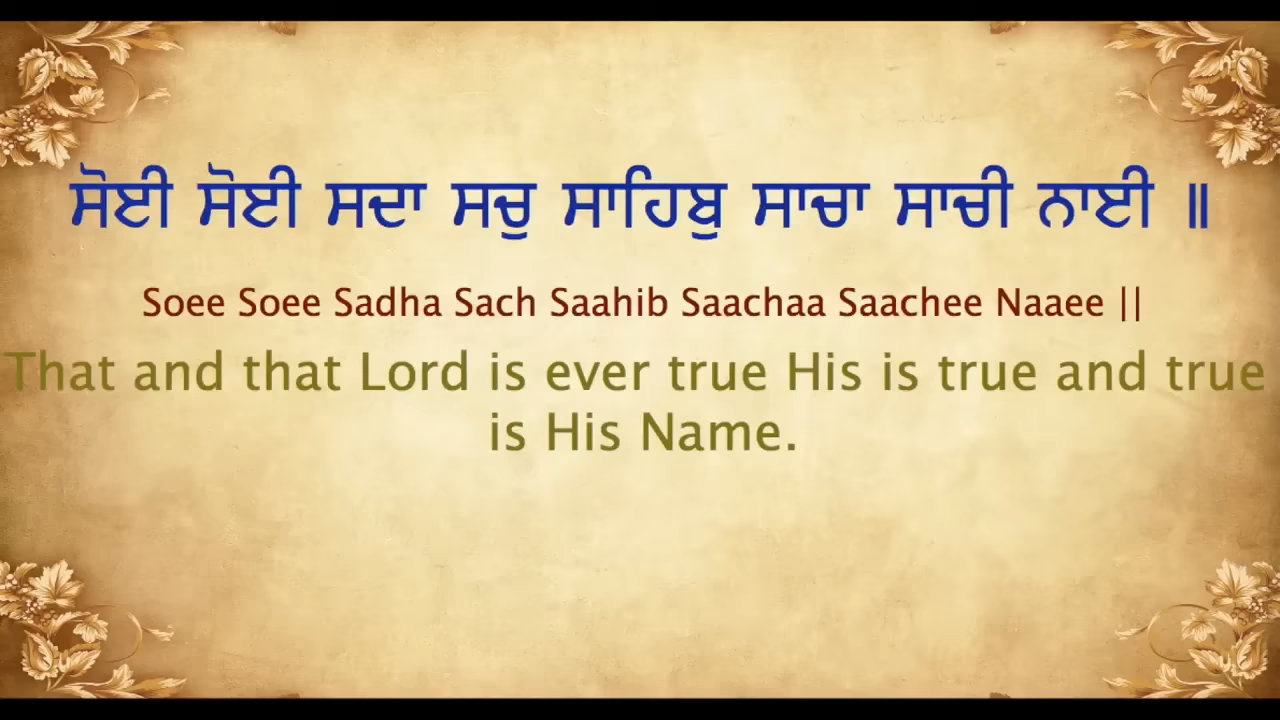 ਸੋਈ ਸੋਈ ਸਦਾ ਸਚੁ ਸਾਹਿਬੁ ਸਾਚਾ ਸਾਚੀ ਨਾਈ ॥
Soee Soee Sadha Sach Saahib Saachaa Saachee Naaee ||
That and that Lord is ever true His is true and true
is His Name.